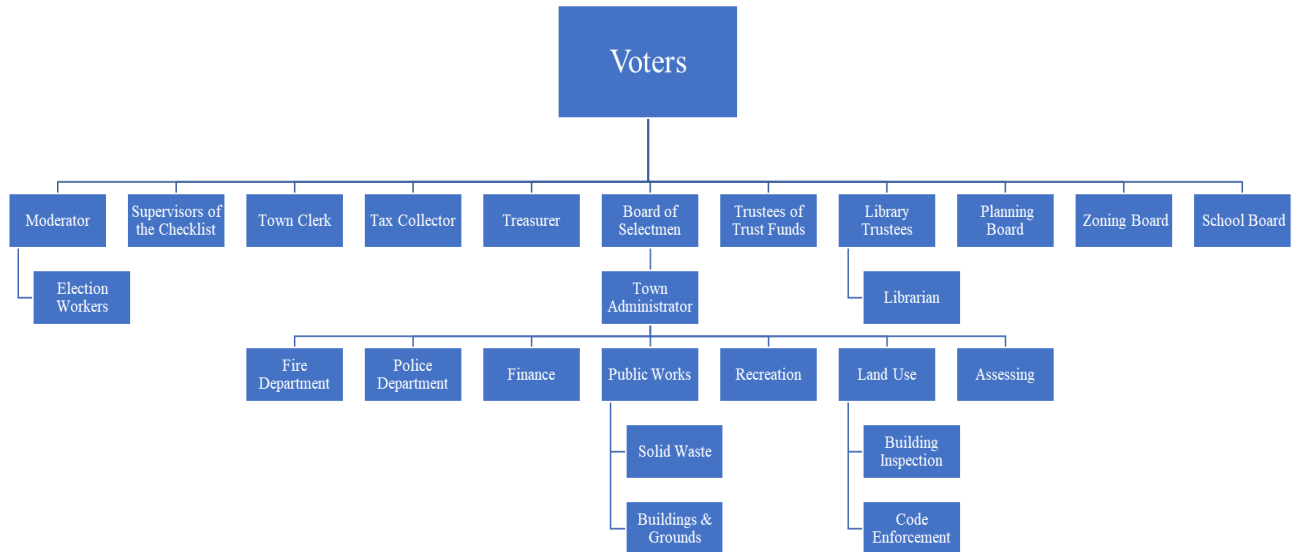 Voters
Moderator
Supervisors of
the Checklist
Town Clerk
Tax Collector
Treasurer
Board of
Selectmen
Trustees of
Trust Funds
Library
Trustees
Planning
Board
Zoning Board
School Board
Election
Workers
Town
Administrator
Librarian
Fire
Department
Police
Department
Finance
Public Works
Recreation
Land Use
Assessing
Solid Waste
Building
Inspection
Buildings &
Grounds
Code
Enforcement